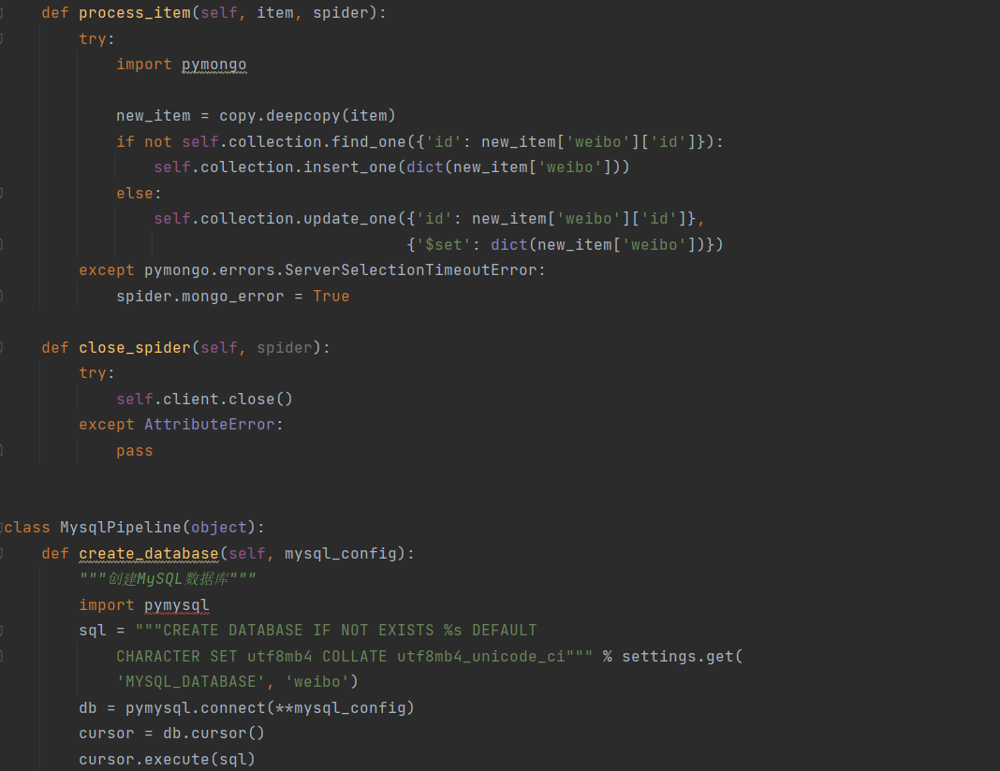 def process_item(self, item, spider):
try:
import pymongo
new_item = copy.deepcopy(item)
if not self.collection.find_one({'id': new_item['weibo']['id']}):
self.collection.insert_one(dict(new_item['weibo']))
else:
self.collection.update_one({'id': new_item['weibo']['id']},
{'$set': dict(new_item['weibo'])})
except pymongo.errors.ServerSelectionTimeoutError:
spider.mongo_error = True
def close_spider(self, spider):
try:
self.client.close()
except AttributeError:
pass
class MysqlPipeline(object):
def create_database(self, mysql_config):
"""创建MySQL数据库"""
import pymysql
sql = """CREATE DATABASE IF NOT EXISTS %s DEFAULT
CHARACTER SET utf8mb4 COLLATE utf8mb4_unicode_ci""" % settings.get(
'MYSQL_DATABASE', 'weibo')
db = pymysql.connect(**mysql_config)
cursor = db.cursor()
cursor.execute(sql)